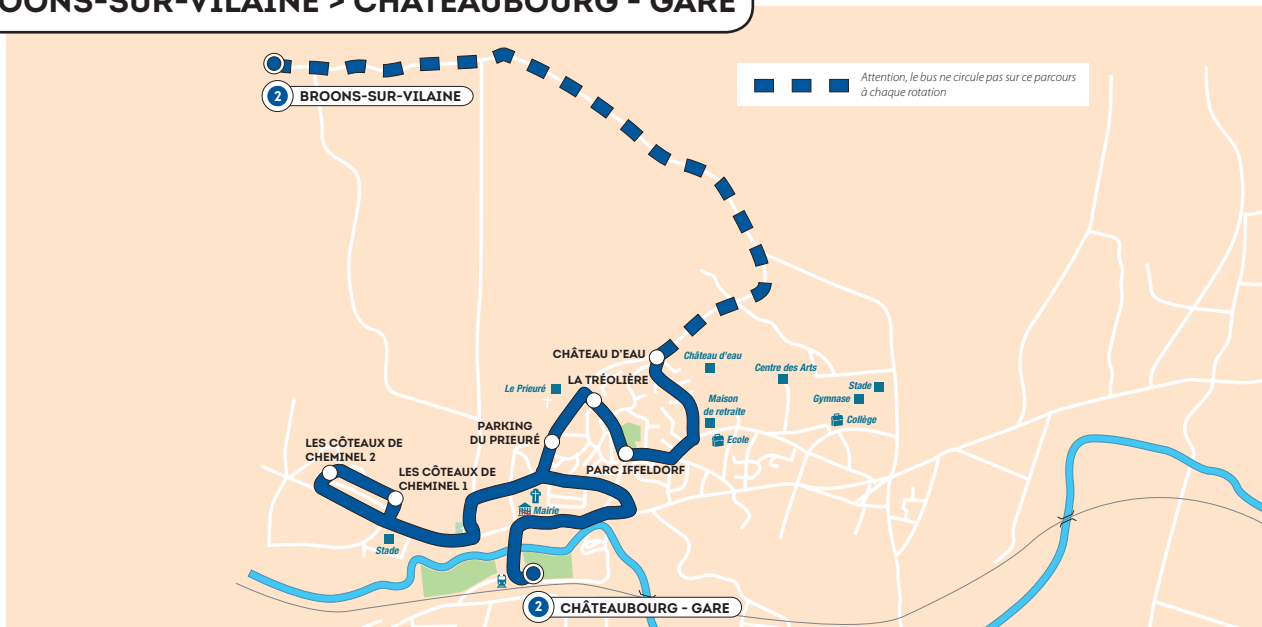 OONS-SUR-VILAINE > CHÂTEAUBOURG - GARE
Attention, le bus ne circule pas sur ce parcours
à chaque rotation
2 BROONS-SUR-VILAINE
CHÂTEAU D'EAU
Château d'eau
Centre des Arts
LA TRÉOLIÈRE
Le Prieuré
Stade
Gymnase
Maison
de retraite
Collège
PARKING
DU PRIEURÉ
Ecole
LES CÔTEAUX DE
CHEMINEL 2
PARC IFFELDORF
LES CÔTEAUX DE
CHEMINEL 1
Mairie
Stade
2 CHÂTEAUBOURG - GARE